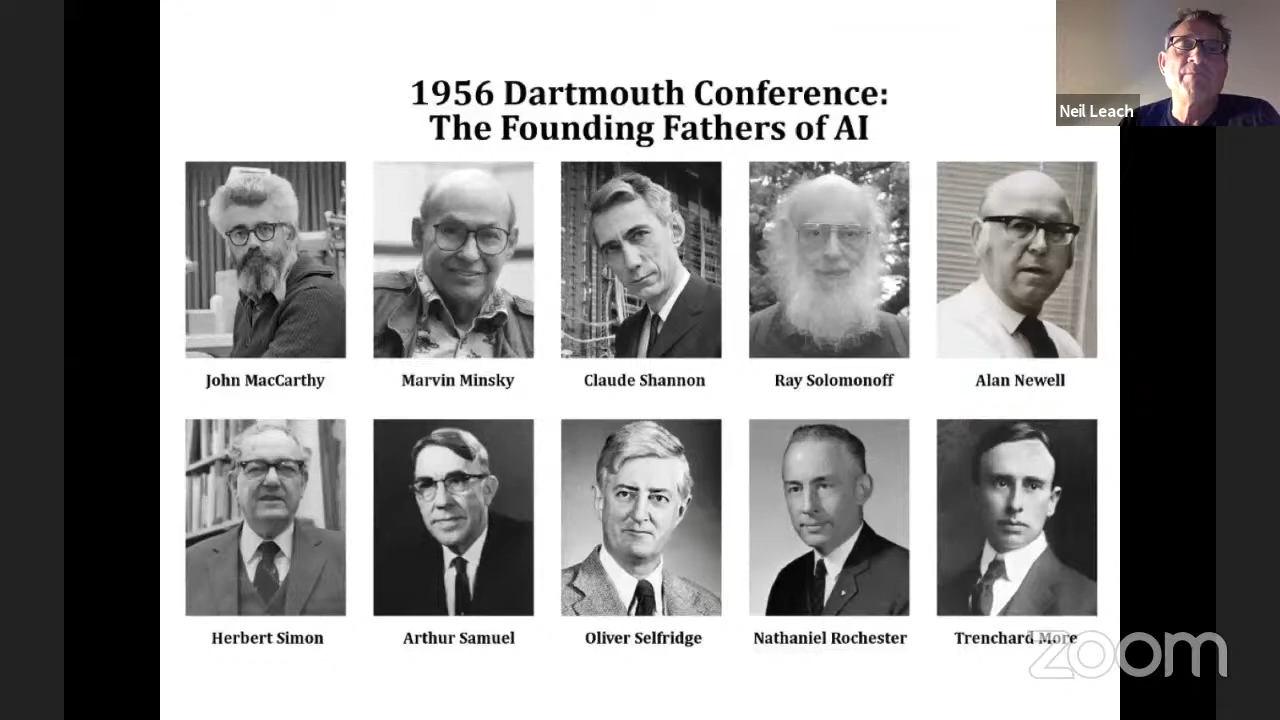 1956 Dartmouth Conference:
The Founding Fathers of AI
Neil Leach
John MacCarthy
Marvin Minsky
Claude Shannon
Ray Solomonoff
Alan Newell
Herbert Simon
Arthur Samuel
Oliver Selfridge
Nathaniel Rochester
Trenchard More
zoom